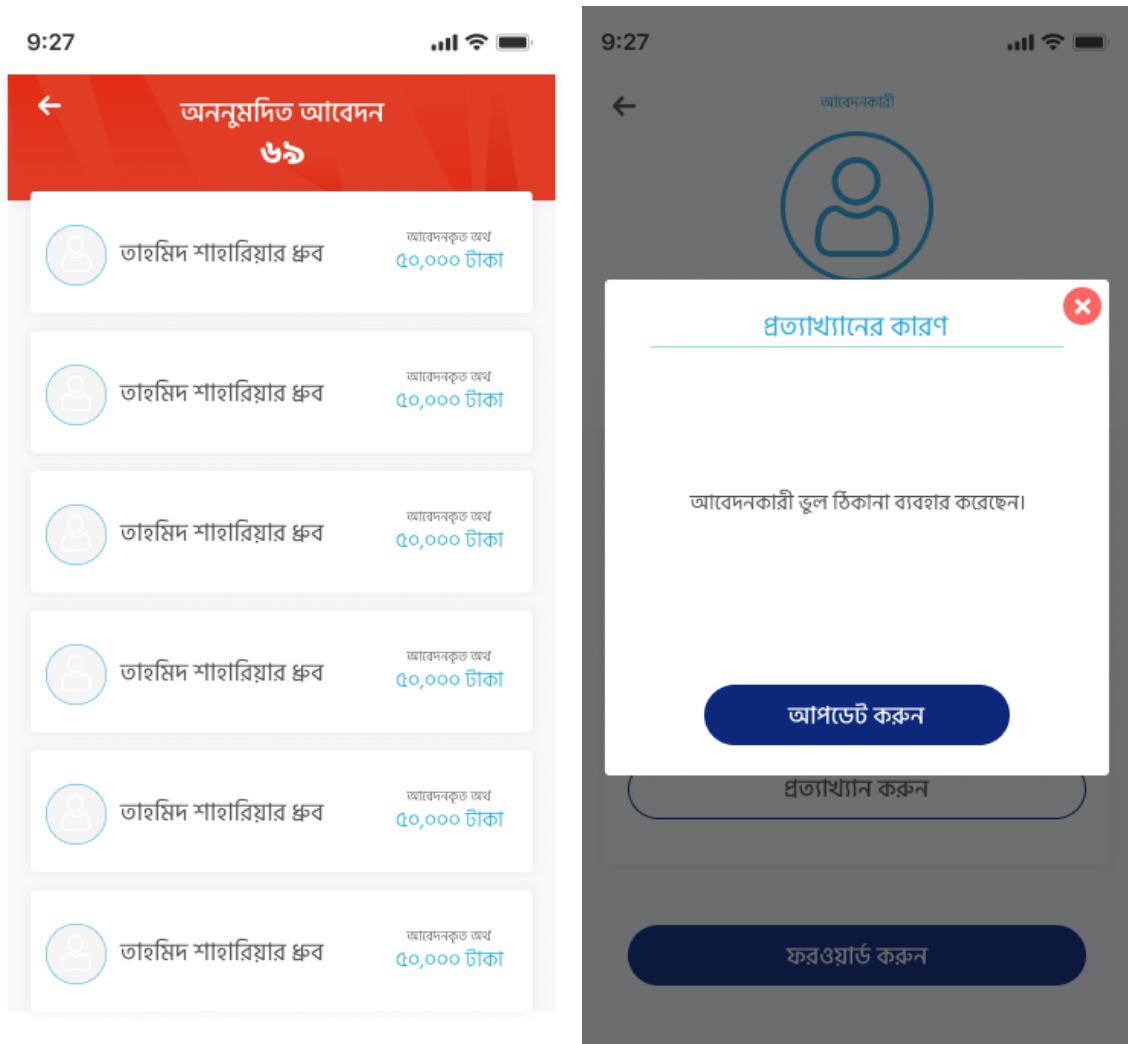 9:27
অননুমদিত আবেদন
৬৯
তাহমিদ শাহারিয়ার ধ্রুব
আবেদনকৃত অর্থ
৫০,০০০ টাকা
তাহমিদ শাহারিয়ার ধ্রুব
আবেদনকৃত অর্থ
৫০,০০০ টাকা
তাহমিদ শাহারিয়ার ধ্রুব
আবেদনকৃত অর্থ
৫০,০০০ টাকা
তাহমিদ শাহারিয়ার ধ্রুব
আবেদনকৃত অর্থ
৫০,০০০ টাকা
তাহমিদ শাহারিয়ার ধ্রুব
আবেদনকৃত অর্থ
৫০,০০০ টাকা
তাহমিদ শাহারিয়ার ধ্রুব
আবেদনকৃত অর্থ
৫০,০০০ টাকা
9:27
আবেদনকারী
প্রত্যাখ্যানের কারণ
আবেদনকারী ভুল ঠিকানা ব্যবহার করেছেন।
আপডেট করুন
প্রত্যাখ্যান করুন
ফরওয়ার্ড করুন